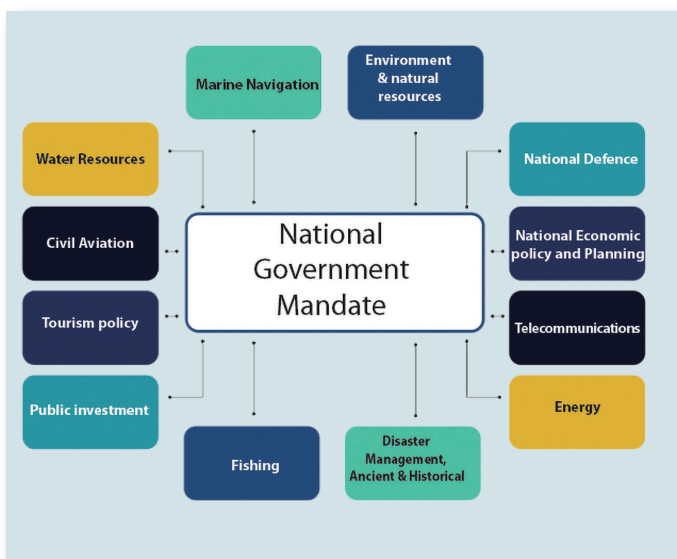 Marine Navigation
Environment
& natural
resources
Water Resources
National Defence
Civil Aviation
National
Government
Mandate
National Economic
policy and Planning
Tourism policy
Telecommunications
Public investment
Energy
Fishing
Disaster
Management,
Ancient & Historical